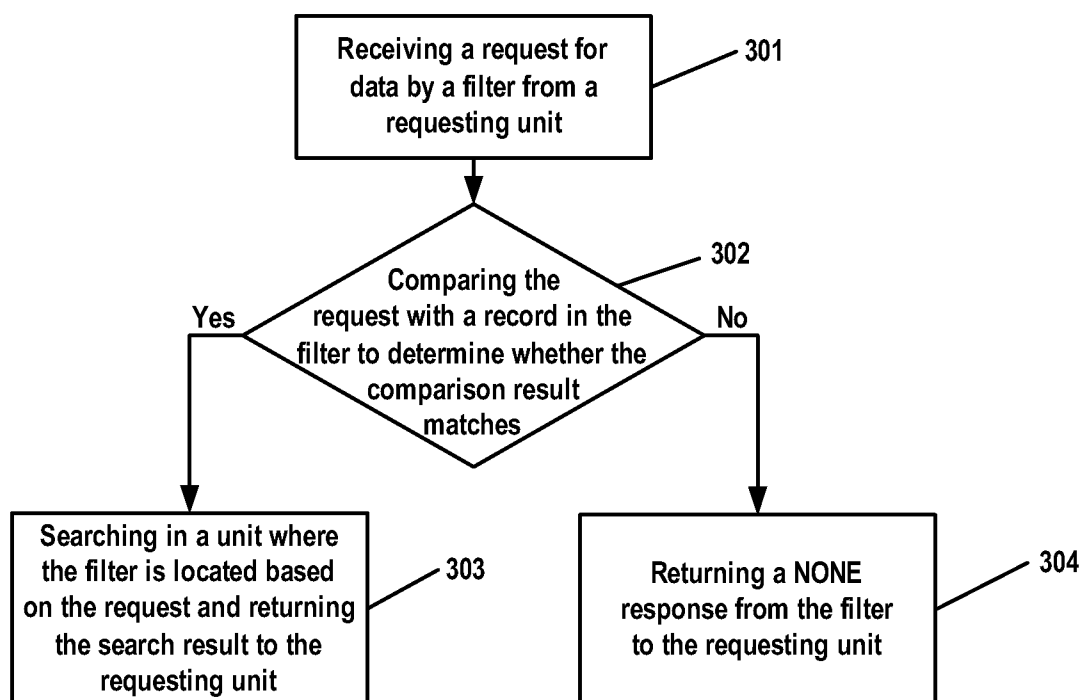 Receiving a request for
data by a filter from a
requesting unit
301
302
Comparing the
request with a record in the
filter to determine whether the
comparison result
matches
Yes
No
Searching in a unit where
the filter is located based
on the request and returning
the search result to the
requesting unit
303
Returning a NONE
response from the filter
to the requesting unit
304